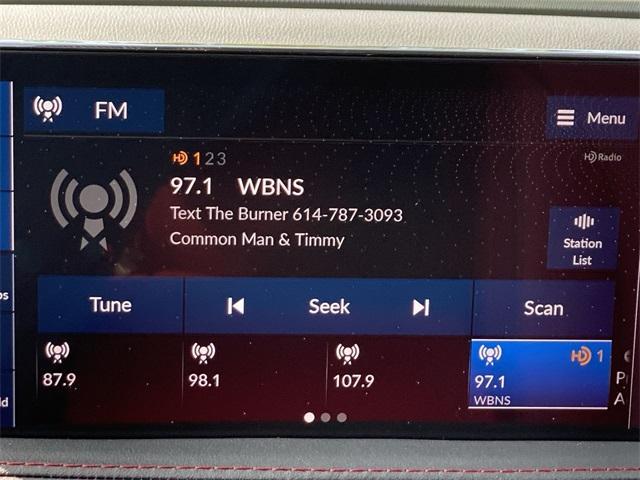 FM
Menu
HD 1 2 3
HD Radio
97.1 WBNS
Text The Burner 614-787-3093
Common Man & Timmy
Station
List
Tune
Seek
Scan
87.9
98.1
107.9
HD 1
97.1
WBNS
P
A